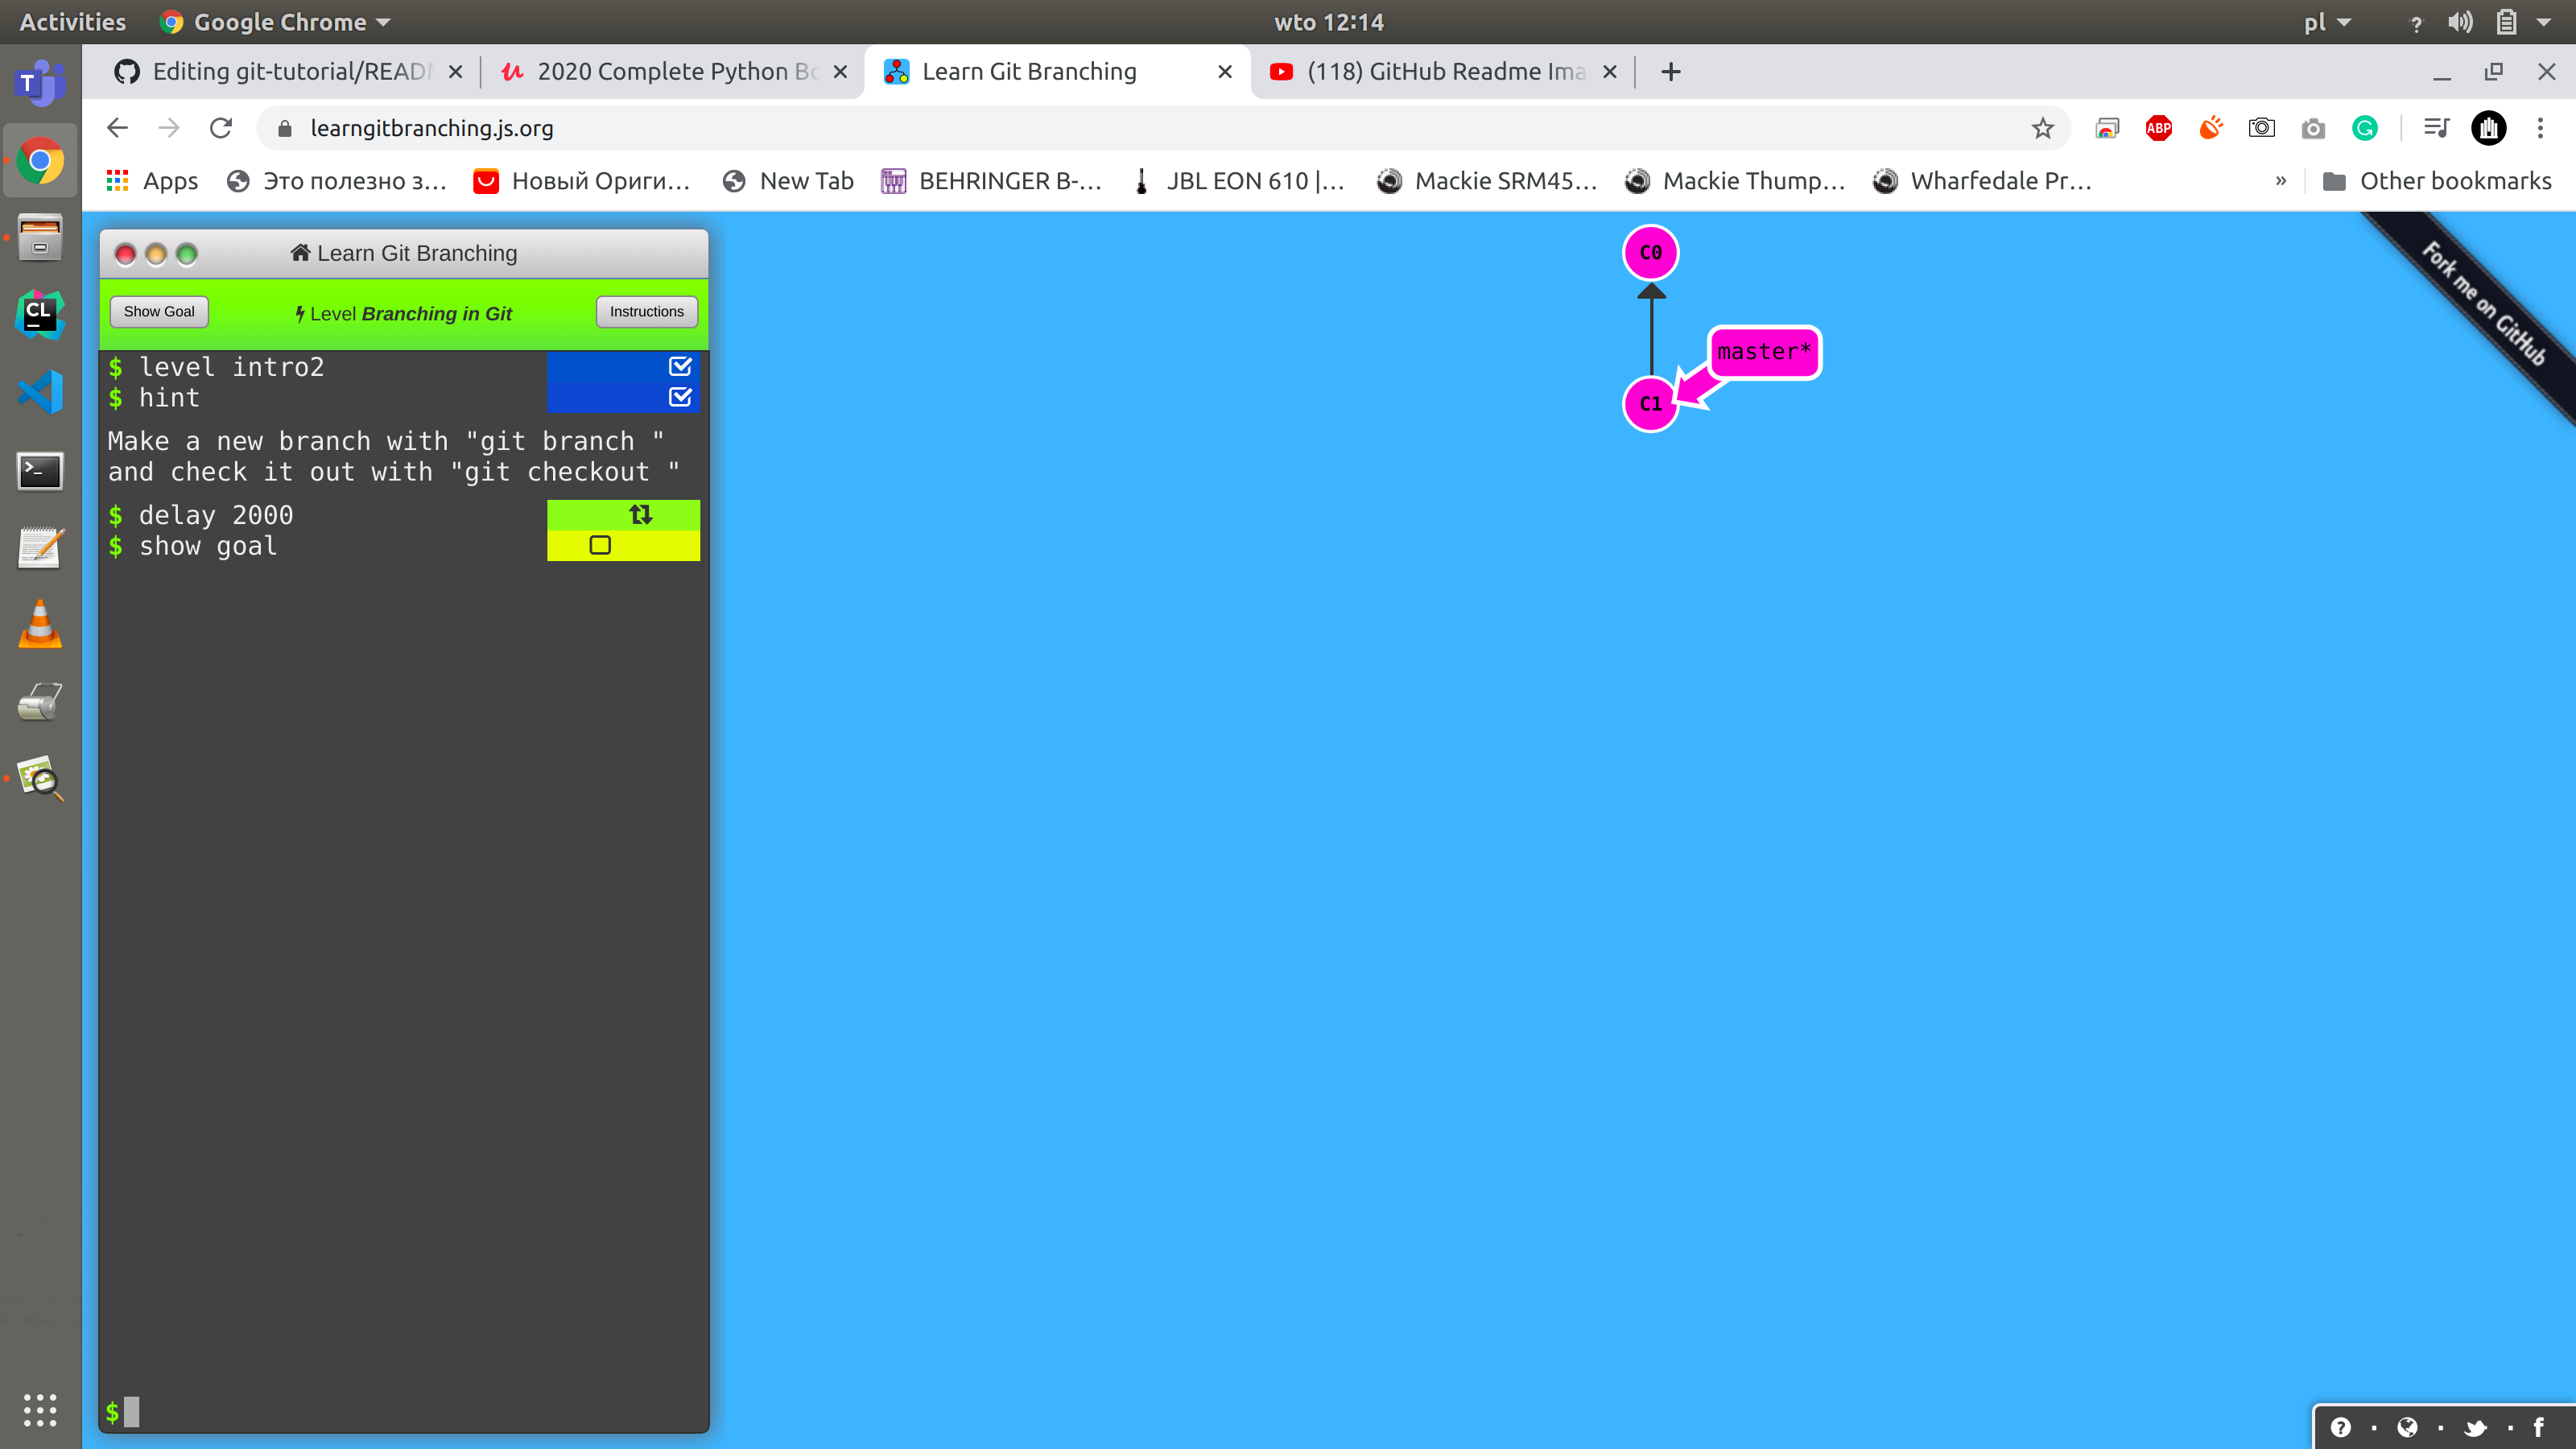 Activities Google Chrome wto 12:14 pl
Editing git-tutorial/READM 2020 Complete Python Bo Learn Git Branching (118) GitHub Readme Ima
learngitbranching.js.org
ABP
Apps Это полезно з... Новый Ориги... New Tab BEHRINGER B-... JBL EON 610 |... Mackie SRM45... Mackie Thump... Wharfedale Pr... » Other bookmarks
Learn Git Branching
Show Goal Level Branching in Git Instructions
$ level intro2
$ hint
Make a new branch with "git branch "
and check it out with "git checkout "
$ delay 2000
$ show goal
$
C0
master*
C1
Fork me on GitHub
T
CL